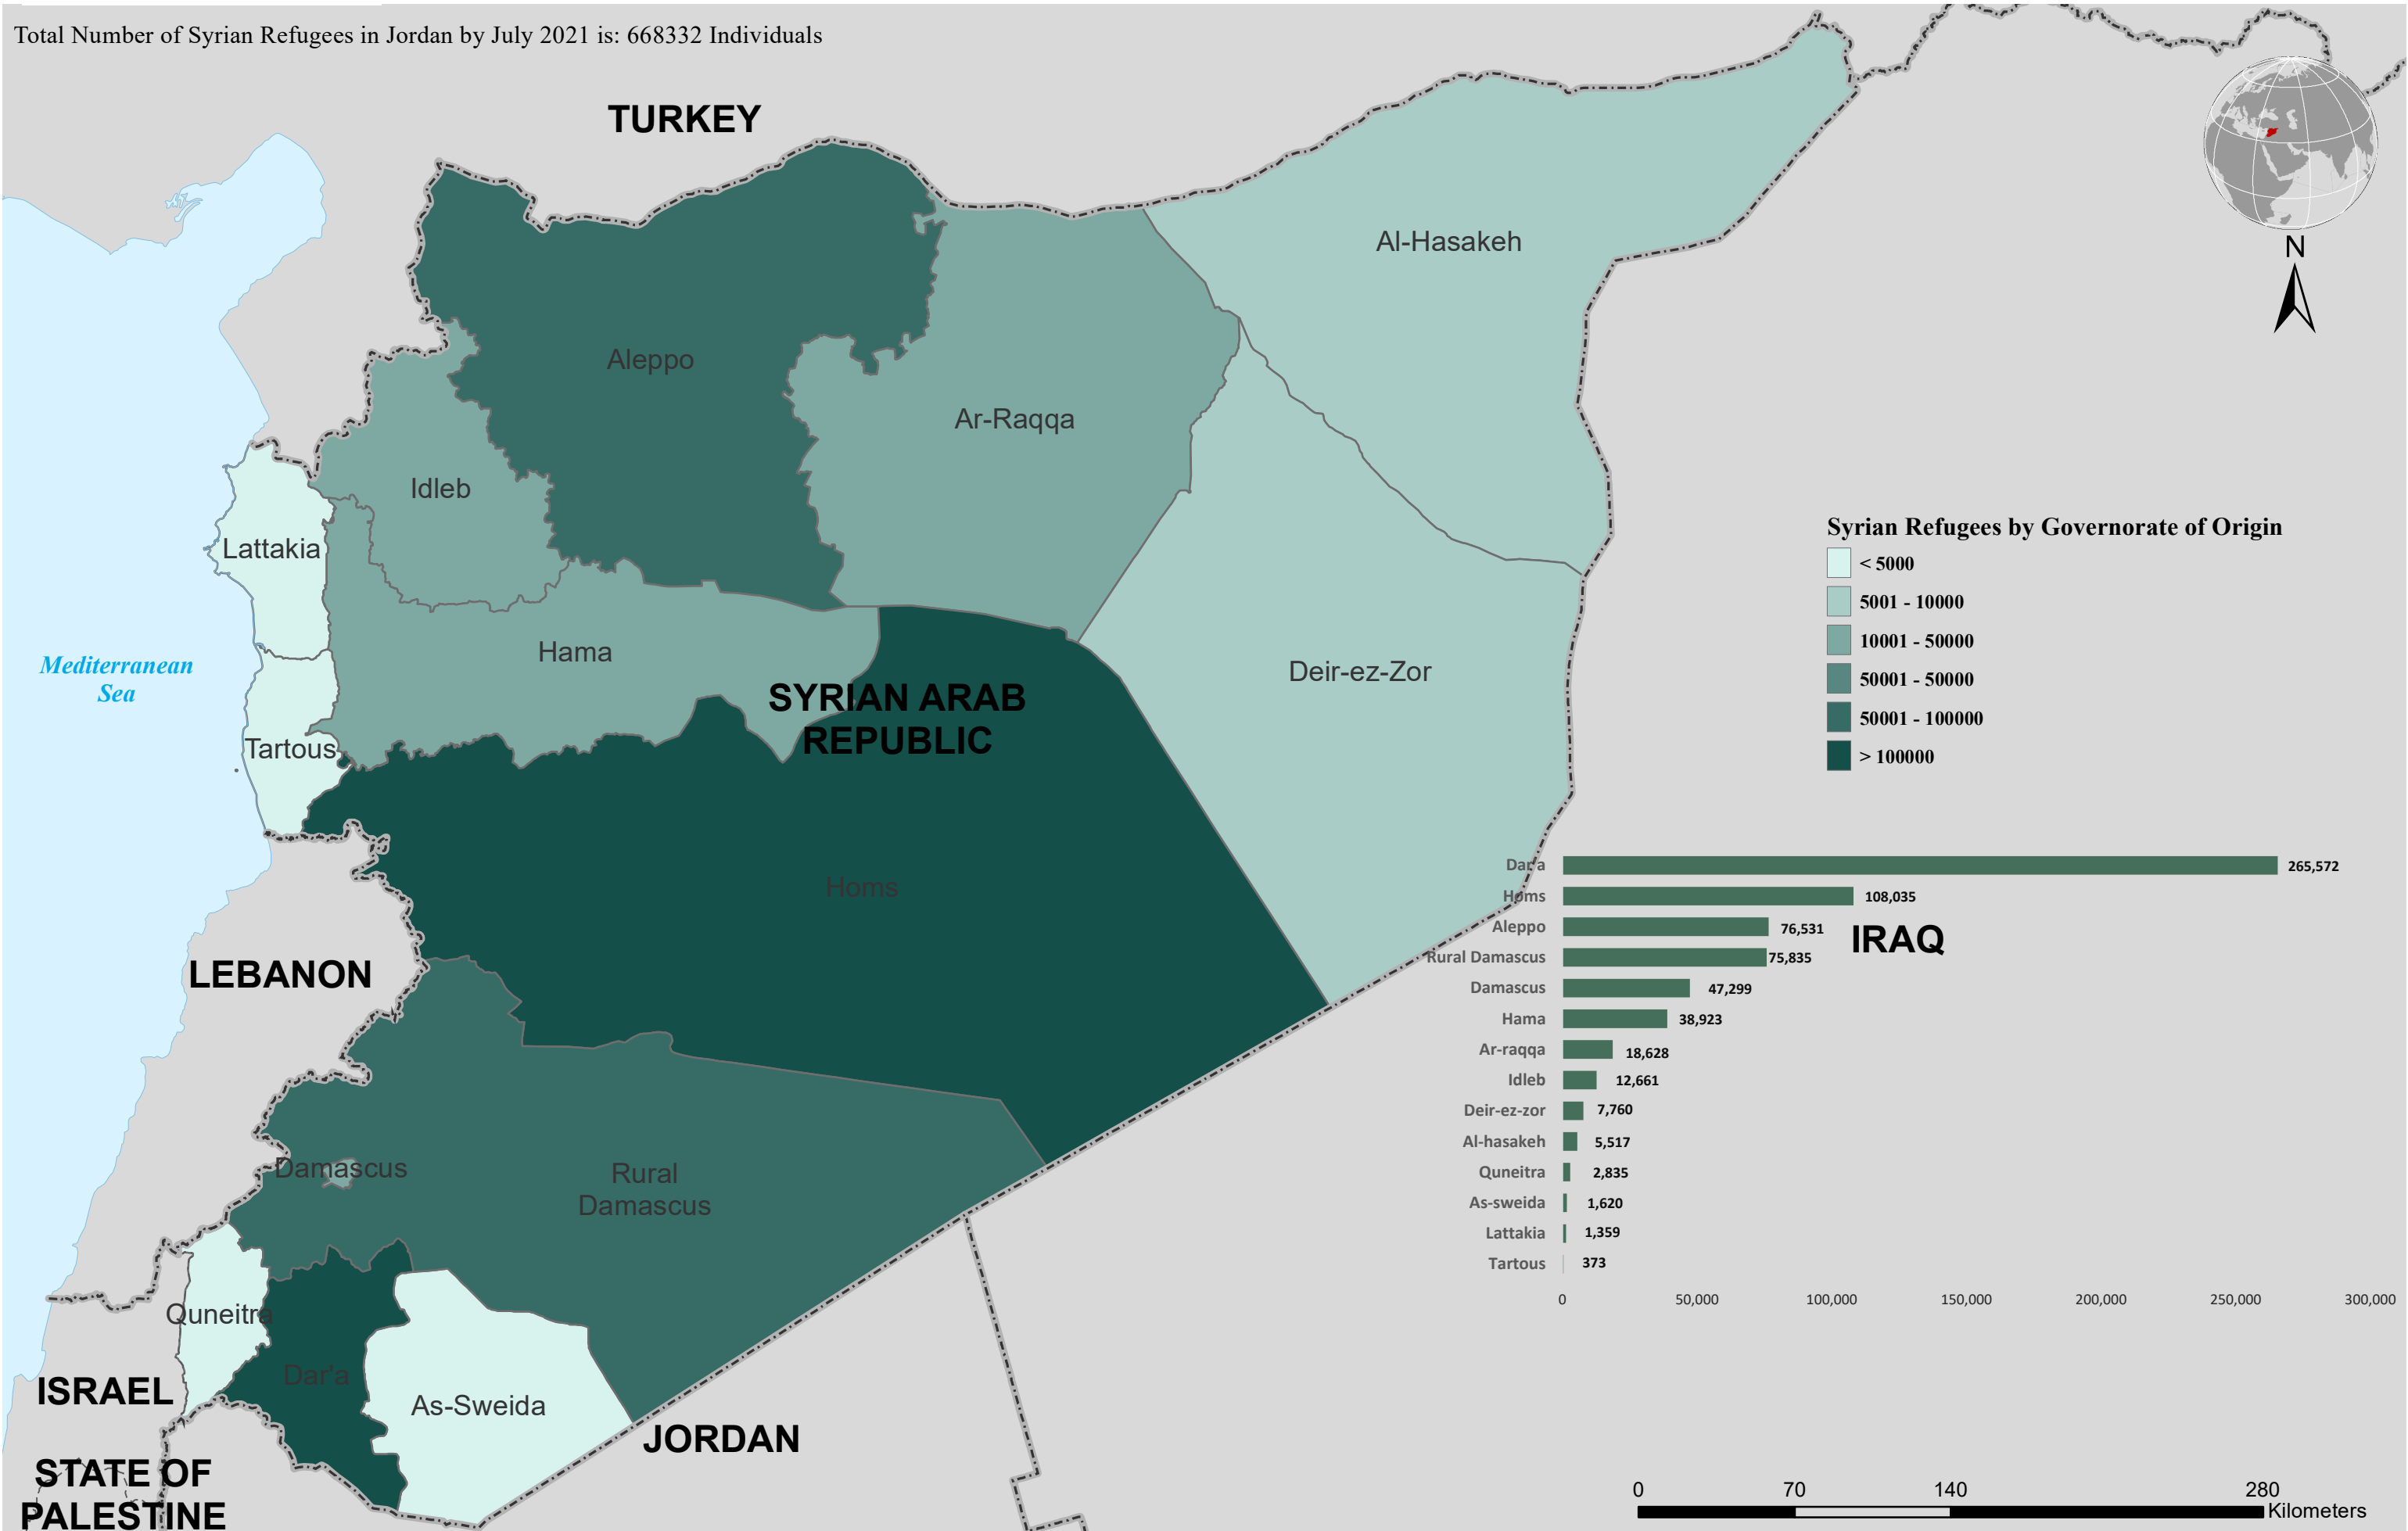 Total Number of Syrian Refugees in Jordan by July 2021 is: 668332 Individuals
TURKEY
N
Al-Hasakeh
Aleppo
Ar-Raqqa
Idleb
Lattakia
Hama
Deir-ez-Zor
Mediterranean
Sea
SYRIAN ARAB
REPUBLIC
Tartous
Homs
LEBANON
IRAQ
Damascus
Rural
Damascus
Quneitra
Dar'a
As-Sweida
ISRAEL
JORDAN
STATE OF
PALESTINE
Syrian Refugees by Governorate of Origin
< 5000
5001 - 10000
10001 - 50000
50001 - 50000
50001 - 100000
> 100000
Dar'a 265,572
Homs 108,035
Aleppo 76,531
Rural Damascus 75,835
Damascus 47,299
Hama 38,923
Ar-raqqa 18,628
Idleb 12,661
Deir-ez-zor 7,760
Al-hasakeh 5,517
Quneitra 2,835
As-sweida 1,620
Lattakia 1,359
Tartous 373
0 50,000 100,000 150,000 200,000 250,000 300,000
0 70 140 280
Kilometers